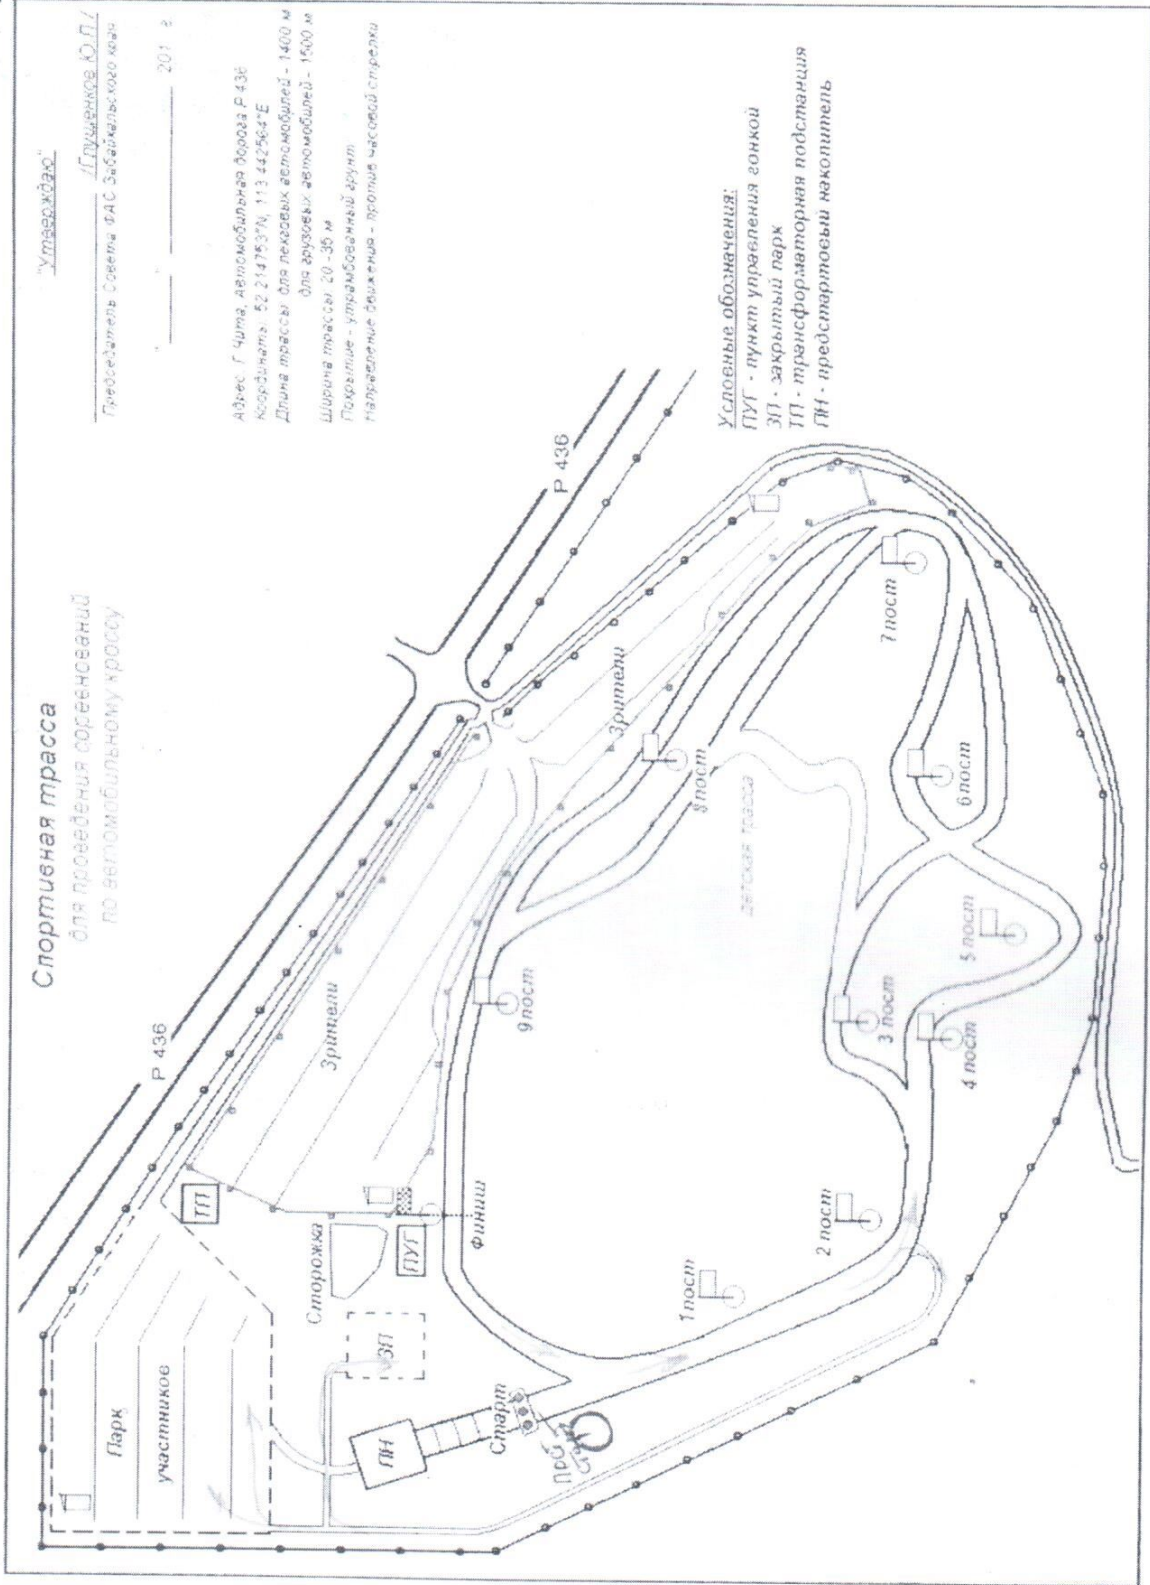 "Утверждаю"
/Глущенков Ю.П./
Председатель Совета ФАС Забайкальского края
" " 201 г
Спортивная трасса
для проведения соревнований
по автомобильному кроссу
Адрес: Г Чита, Автомобильная дорога Р 436
Координаты: 52.214753°N, 113.442564°E
Длина трассы: для легковых автомобилей - 1400 м
для грузовых автомобилей - 1500 м
Ширина трассы: 20 -35 м
Покрытие - утрамбованный грунт
Направление движения - против часовой стрелки
Условные обозначения:
ПУГ - пункт управления гонкой
ЗП - закрытый парк
ТП - трансформаторная подстанция
ПН - предстартовый накопитель
Р 436
Р 436
Зрители
Зрители
ТП
Парк
участников
Сторожка
ПУГ
Финиш
ЗП
ПН
Старт
1 пост
2 пост
3 пост
4 пост
5 пост
6 пост
7 пост
8 пост
9 пост
детская трасса